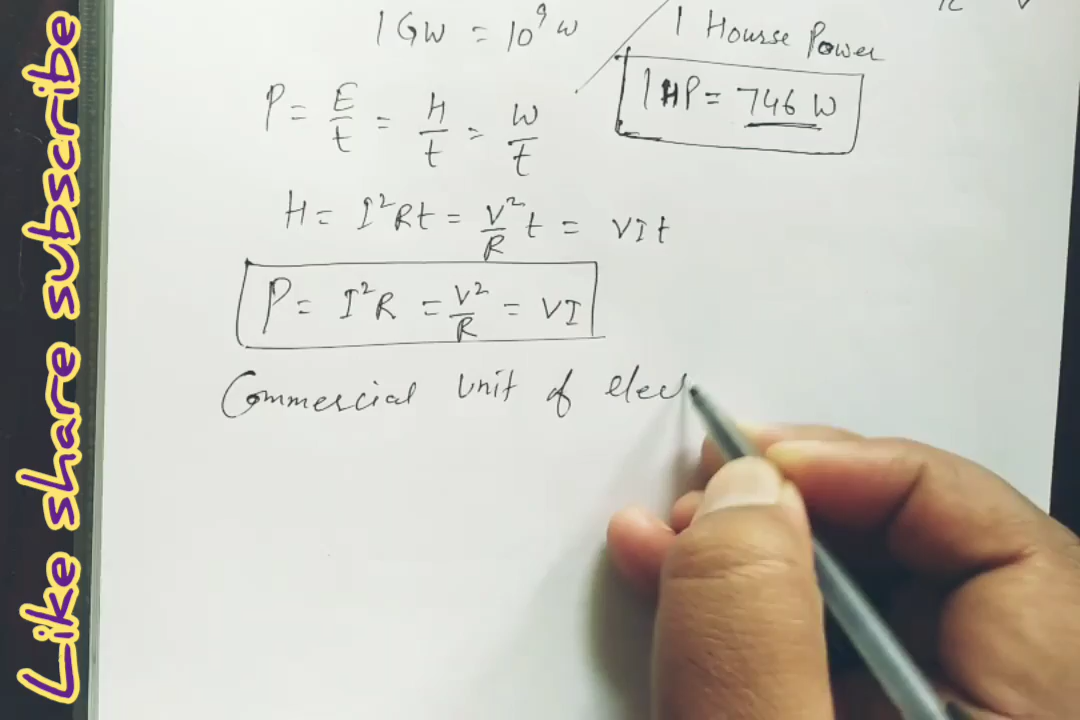 1 GW = 10⁹ W
1 Hourse Power
1 HP = 746 W
P = E/t = H/t = W/t
H = I²Rt = V²/R t = VIt
P = I²R = V²/R = VI
Commercial Unit of elec
Like share subscribe